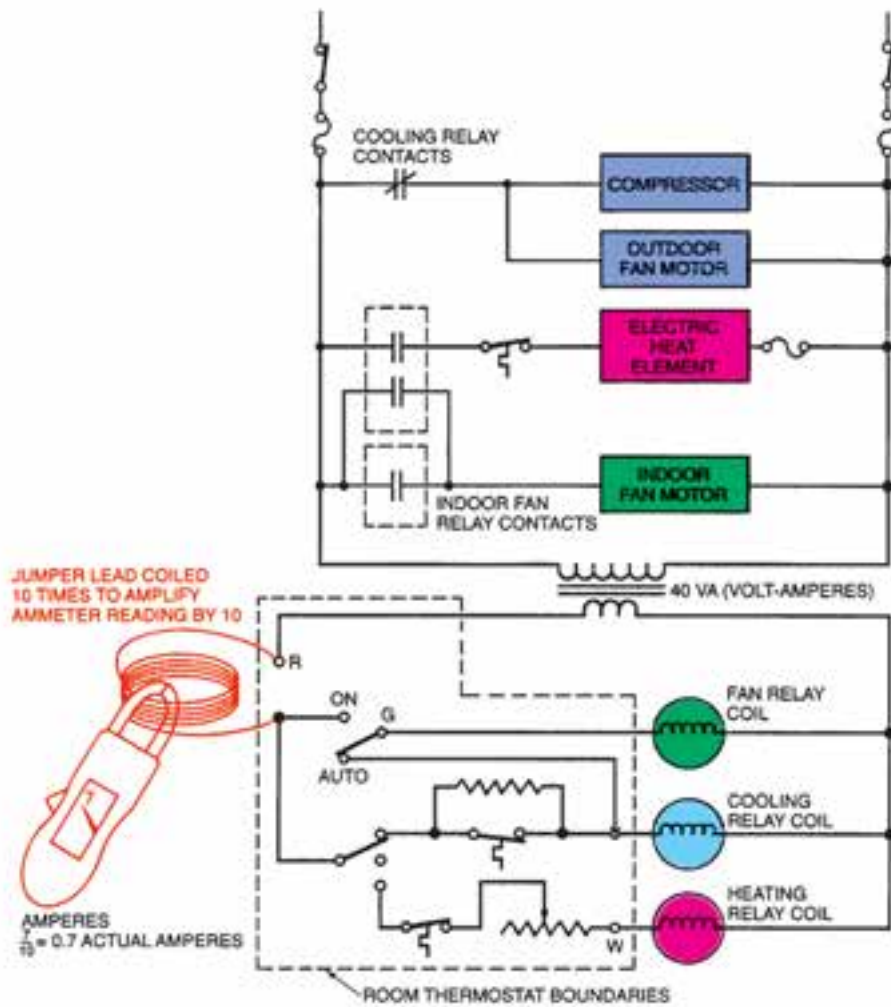 COOLING RELAY
CONTACTS
COMPRESSOR
OUTDOOR
FAN MOTOR
ELECTRIC
HEAT
ELEMENT
INDOOR
FAN MOTOR
INDOOR FAN
RELAY CONTACTS
JUMPER LEAD COILED
10 TIMES TO AMPLIFY
AMMETER READING BY 10
40 VA (VOLT-AMPERES)
R
ON
G
AUTO
FAN RELAY
COIL
COOLING
RELAY COIL
HEATING
RELAY COIL
W
AMPERES
7/10 = 0.7 ACTUAL AMPERES
ROOM THERMOSTAT BOUNDARIES